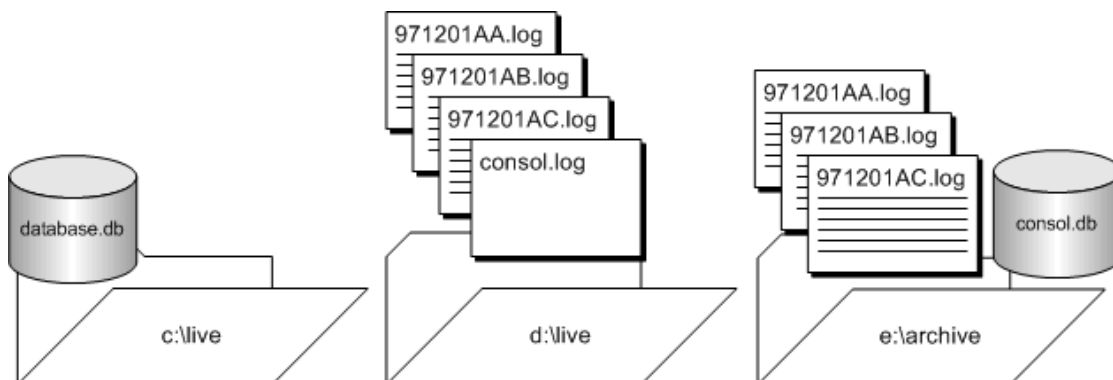 971201AA.log
971201AB.log
971201AC.log
consol.log
971201AA.log
971201AB.log
971201AC.log
database.db
consol.db
c:\live
d:\live
e:\archive